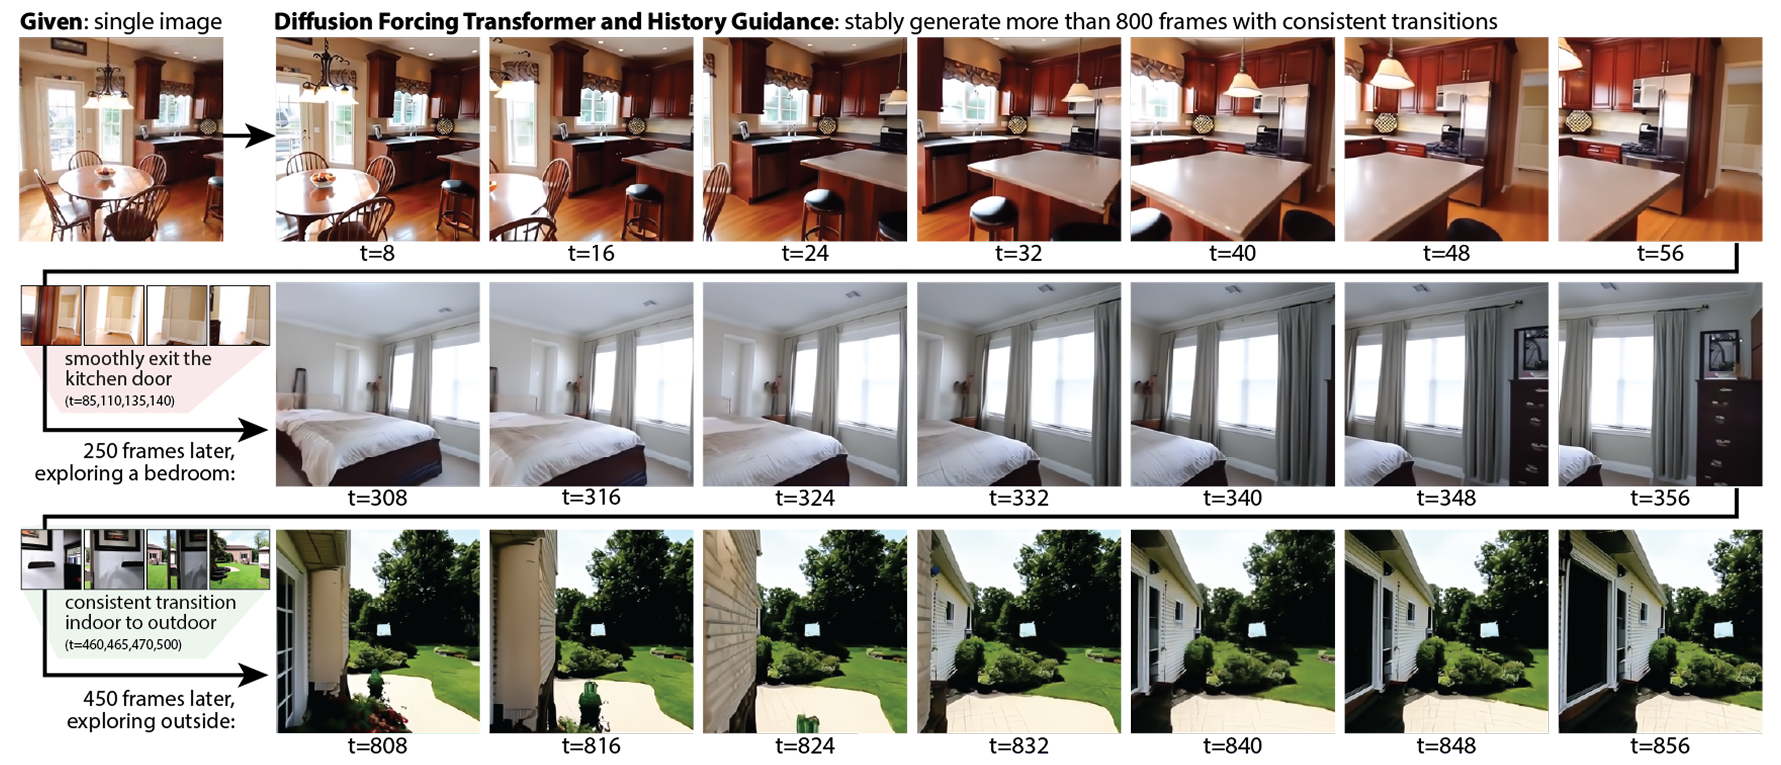 Given: single image
Diffusion Forcing Transformer and History Guidance: stably generate more than 800 frames with consistent transitions
t=8
t=16
t=24
t=32
t=40
t=48
t=56
smoothly exit the
kitchen door
(t=85,110,135,140)
250 frames later,
exploring a bedroom:
t=308
t=316
t=324
t=332
t=340
t=348
t=356
consistent transition
indoor to outdoor
(t=460,465,470,500)
450 frames later,
exploring outside:
t=808
t=816
t=824
t=832
t=840
t=848
t=856